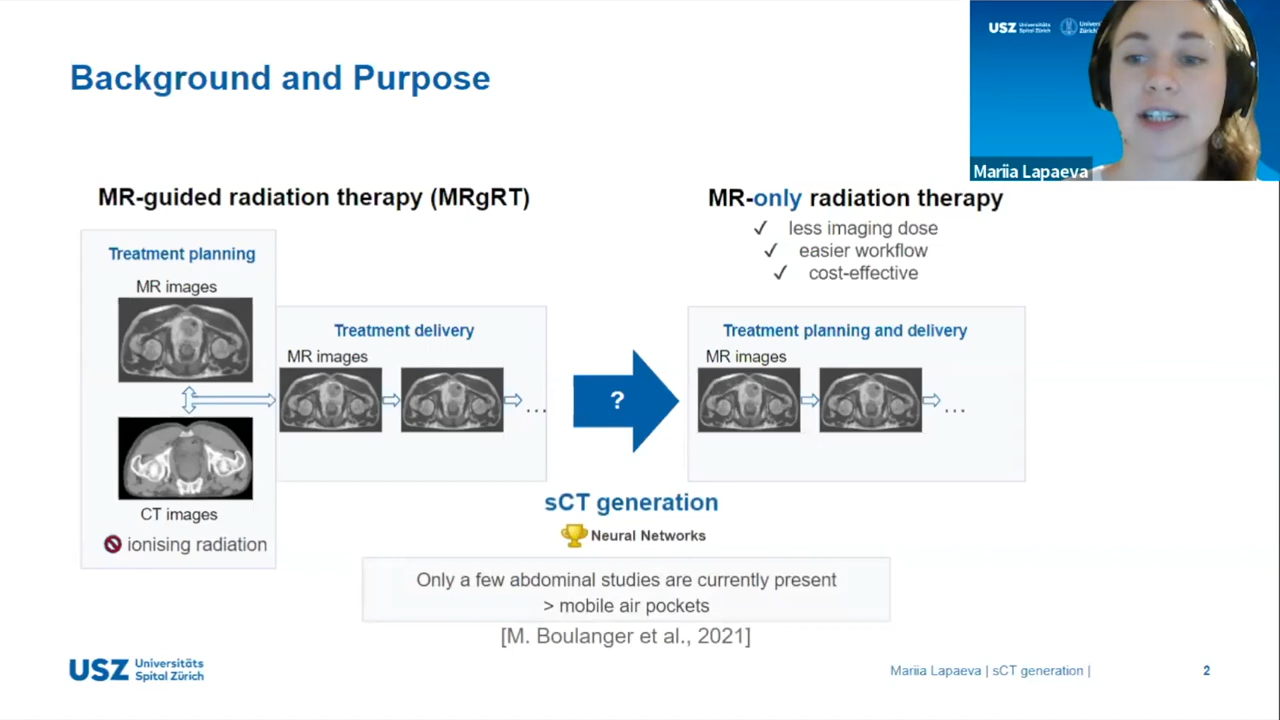 USZ Universitäts
Spital Zürich
Zürich
Mariia Lapaeva
Background and Purpose
MR-guided radiation therapy (MRgRT)
Treatment planning
MR images
CT images
ionising radiation
Treatment delivery
MR images
...
?
MR-only radiation therapy
✓ less imaging dose
✓ easier workflow
✓ cost-effective
Treatment planning and delivery
MR images
...
sCT generation
Neural Networks
Only a few abdominal studies are currently present
> mobile air pockets
[M. Boulanger et al., 2021]
USZ Universitäts
Spital Zürich
Mariia Lapaeva | sCT generation |
2